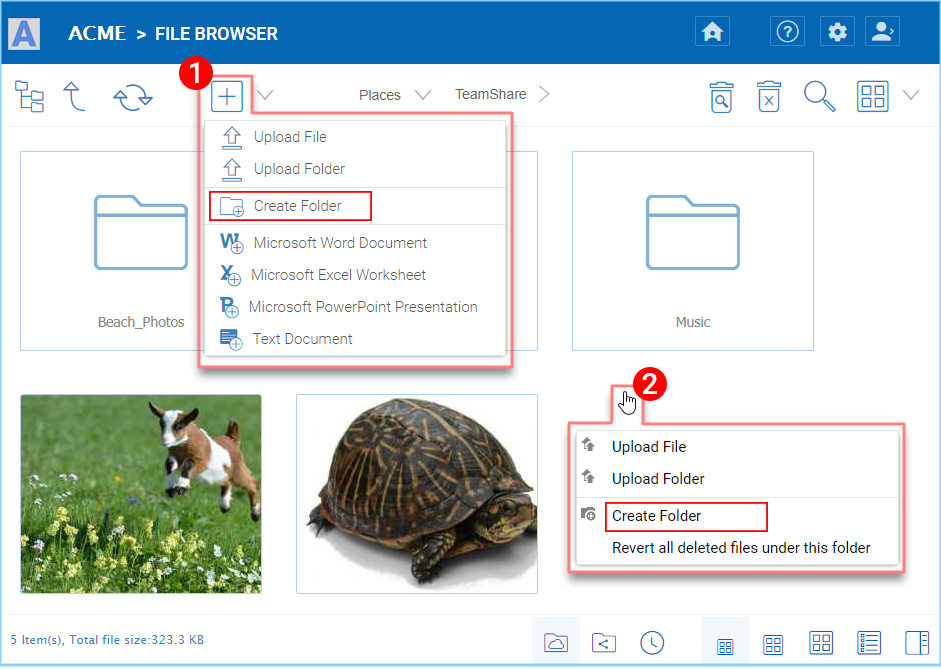 A ACME > FILE BROWSER
?
1
Places TeamShare
Upload File
Upload Folder
Create Folder
Microsoft Word Document
Microsoft Excel Worksheet
Microsoft PowerPoint Presentation
Text Document
Beach_Photos
Music
2
Upload File
Upload Folder
Create Folder
Revert all deleted files under this folder
5 Item(s), Total file size:323.3 KB